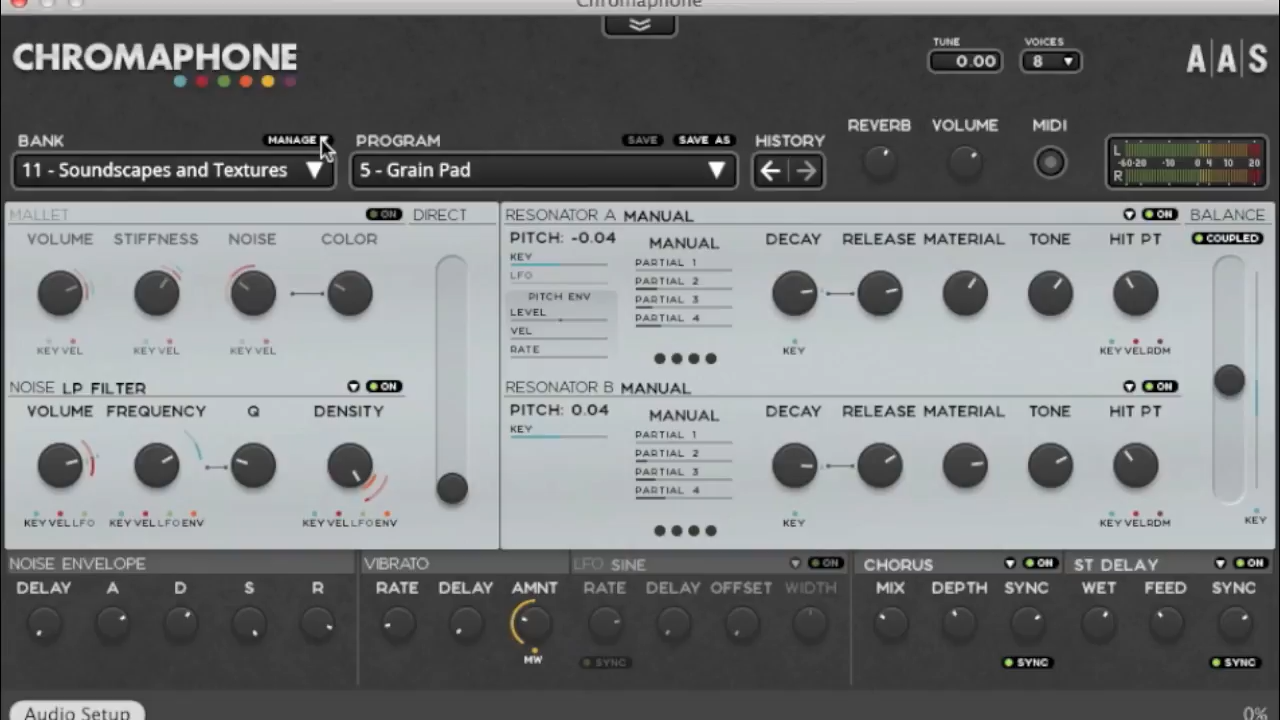 Chromaphone
CHROMAPHONE
TUNE VOICES
0.00 8
A|A|S
BANK MANAGE PROGRAM SAVE SAVE AS HISTORY REVERB VOLUME MIDI
11 - Soundscapes and Textures 5 - Grain Pad
L
-60 -20 -10 0 4 10 20
R
MALLET ON DIRECT
VOLUME STIFFNESS NOISE COLOR
KEY VEL KEY VEL KEY VEL
NOISE LP FILTER ON
VOLUME FREQUENCY Q DENSITY
KEY VEL LFO KEY VEL LFO ENV KEY VEL LFO ENV
RESONATOR A MANUAL ON
PITCH: -0.04 MANUAL DECAY RELEASE MATERIAL TONE HIT PT
KEY
LFO
PITCH ENV
LEVEL
VEL
RATE
PARTIAL 1
PARTIAL 2
PARTIAL 3
PARTIAL 4
KEY KEY VEL RDM
RESONATOR B MANUAL ON
PITCH: 0.04 MANUAL DECAY RELEASE MATERIAL TONE HIT PT
KEY
PARTIAL 1
PARTIAL 2
PARTIAL 3
PARTIAL 4
KEY KEY VEL RDM
BALANCE
COUPLED
KEY
NOISE ENVELOPE
DELAY A D S R
VIBRATO
RATE DELAY AMNT
MW
LFO SINE ON
RATE DELAY OFFSET WIDTH
SYNC
CHORUS ON
MIX DEPTH SYNC
SYNC
ST DELAY ON
WET FEED SYNC
SYNC
Audio Setup 0%